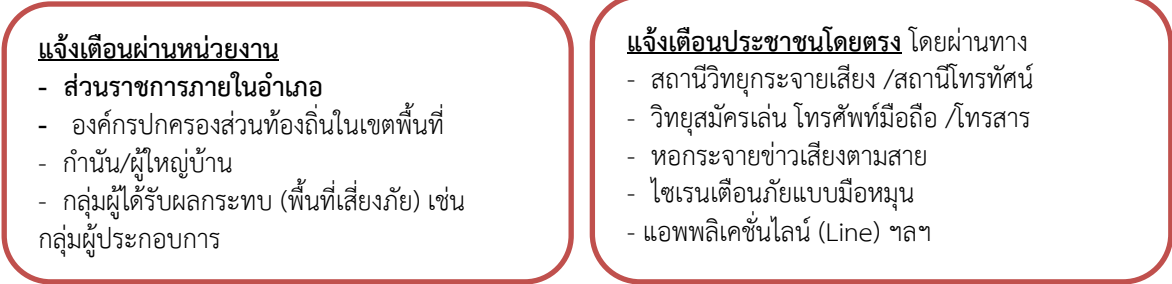 แจ้งเตือนผ่านหน่วยงาน
- ส่วนราชการภายในอำเภอ
- องค์กรปกครองส่วนท้องถิ่นในเขตพื้นที่
- กำนัน/ผู้ใหญ่บ้าน
- กลุ่มผู้ได้รับผลกระทบ (พื้นที่เสี่ยงภัย) เช่น
กลุ่มผู้ประกอบการ
แจ้งเตือนประชาชนโดยตรง โดยผ่านทาง
- สถานีวิทยุกระจายเสียง /สถานีโทรทัศน์
- วิทยุสมัครเล่น โทรศัพท์มือถือ /โทรสาร
- หอกระจายข่าวเสียงตามสาย
- ไซเรนเตือนภัยแบบมือหมุน
- แอพพลิเคชั่นไลน์ (Line) ฯลฯ